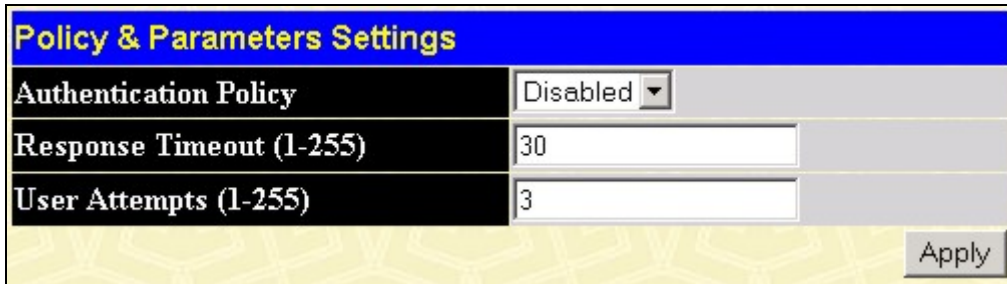 Policy & Parameters Settings
Authentication Policy Disabled
Response Timeout (1-255) 30
User Attempts (1-255) 3
Apply